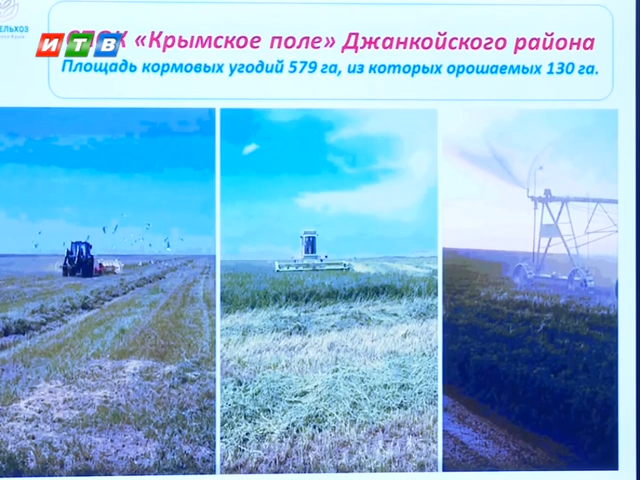 ИТВ
«Крымское поле» Джанкойского района
Площадь кормовых угодий 579 га, из которых орошаемых 130 га.